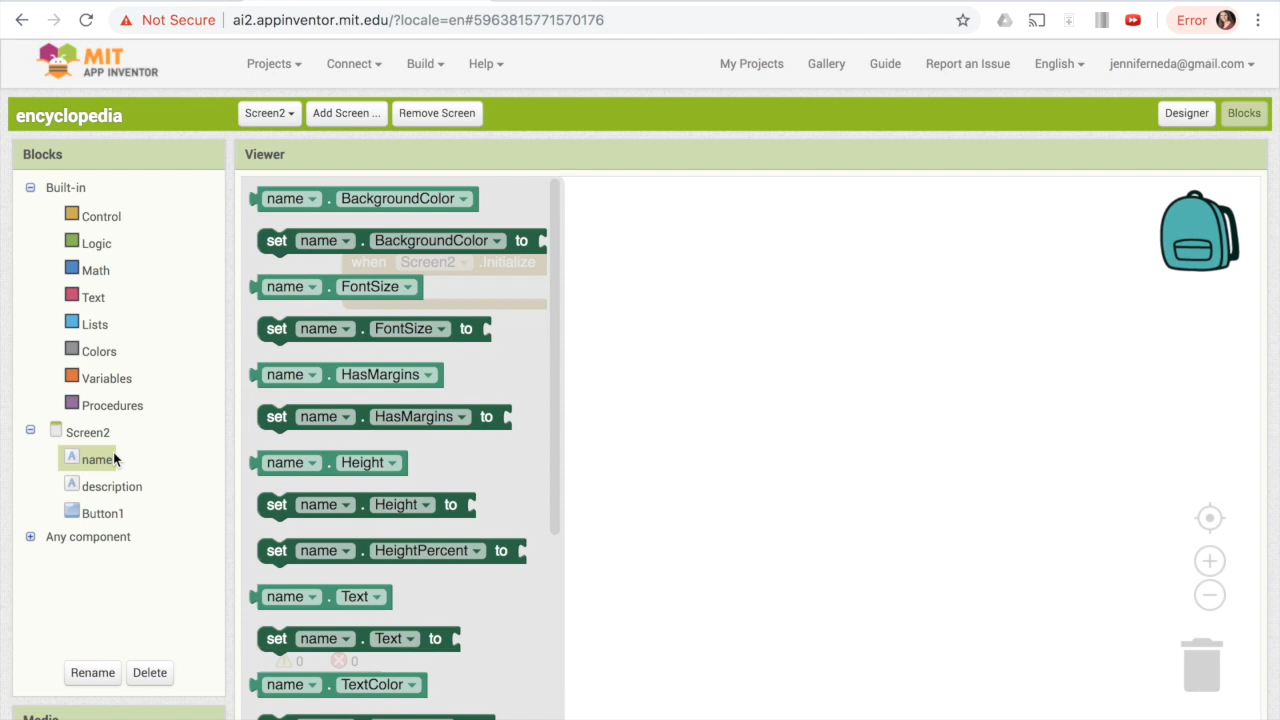 Not Secure ai2.appinventor.mit.edu/?locale=en#5963815771570176 Error
MIT
APP INVENTOR
Projects Connect Build Help My Projects Gallery Guide Report an Issue English jenniferneda@gmail.com
encyclopedia Screen2 Add Screen ... Remove Screen Designer Blocks
Blocks Viewer
Built-in
Control
Logic
Math
Text
Lists
Colors
Variables
Procedures
Screen2
name
description
Button1
Any component
Rename Delete
Media
name . BackgroundColor
set name . BackgroundColor to
when Screen2 .Initialize
name . FontSize
set name . FontSize to
name . HasMargins
set name . HasMargins to
name . Height
set name . Height to
set name . HeightPercent to
name . Text
set name . Text to
0 0
name . TextColor